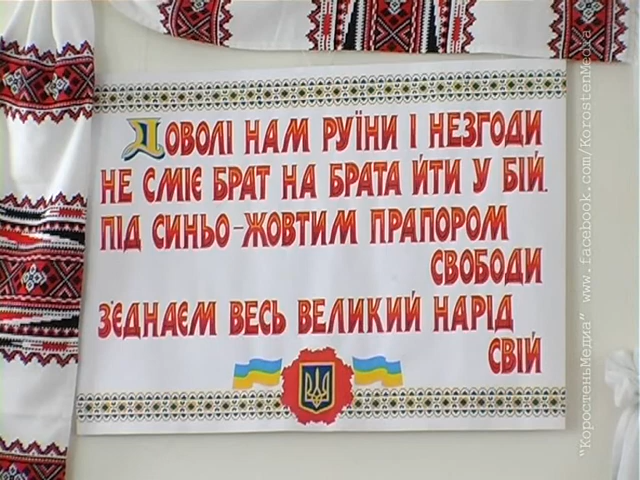 ДОВОЛІ НАМ РУЇНИ І НЕЗГОДИ
НЕ СМІЄ БРАТ НА БРАТА ЙТИ У БІЙ.
ПІД СИНЬО-ЖОВТИМ ПРАПОРОМ
СВОБОДИ
З'ЄДНАЄМ ВЕСЬ ВЕЛИКИЙ НАРІД
СВІЙ
"КоростеньМедиа" www.facebook.com/KorostenMedia